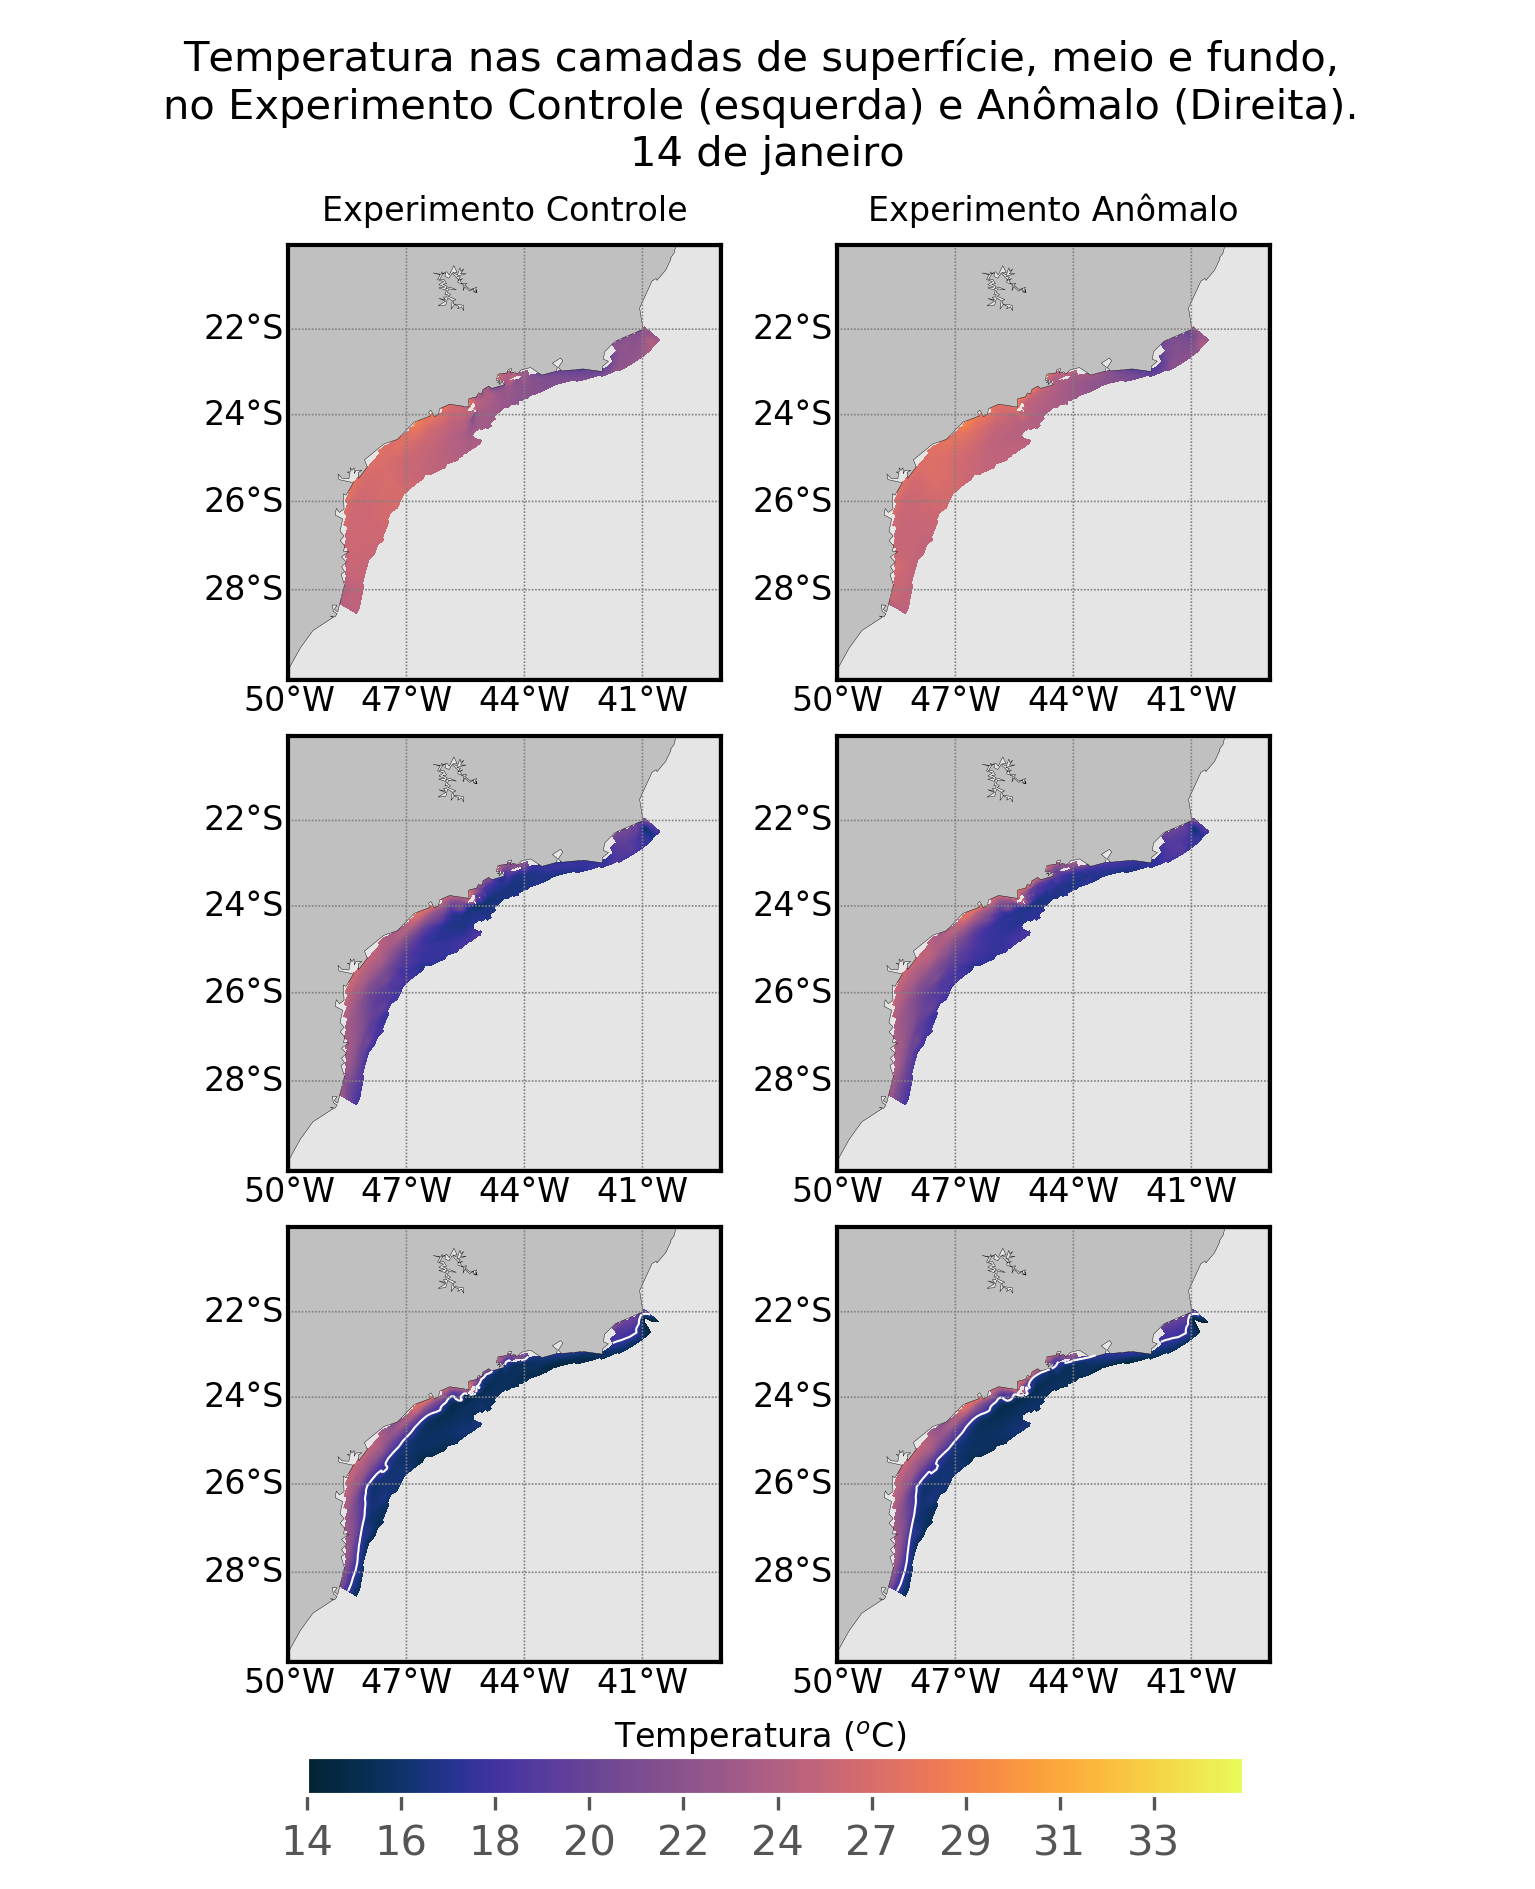 Temperatura nas camadas de superfície, meio e fundo,
no Experimento Controle (esquerda) e Anômalo (Direita).
14 de janeiro
Experimento Controle
Experimento Anômalo
22°S
24°S
26°S
28°S
50°W 47°W 44°W 41°W
22°S
24°S
26°S
28°S
50°W 47°W 44°W 41°W
22°S
24°S
26°S
28°S
50°W 47°W 44°W 41°W
22°S
24°S
26°S
28°S
50°W 47°W 44°W 41°W
22°S
24°S
26°S
28°S
50°W 47°W 44°W 41°W
22°S
24°S
26°S
28°S
50°W 47°W 44°W 41°W
Temperatura (°C)
14 16 18 20 22 24 27 29 31 33